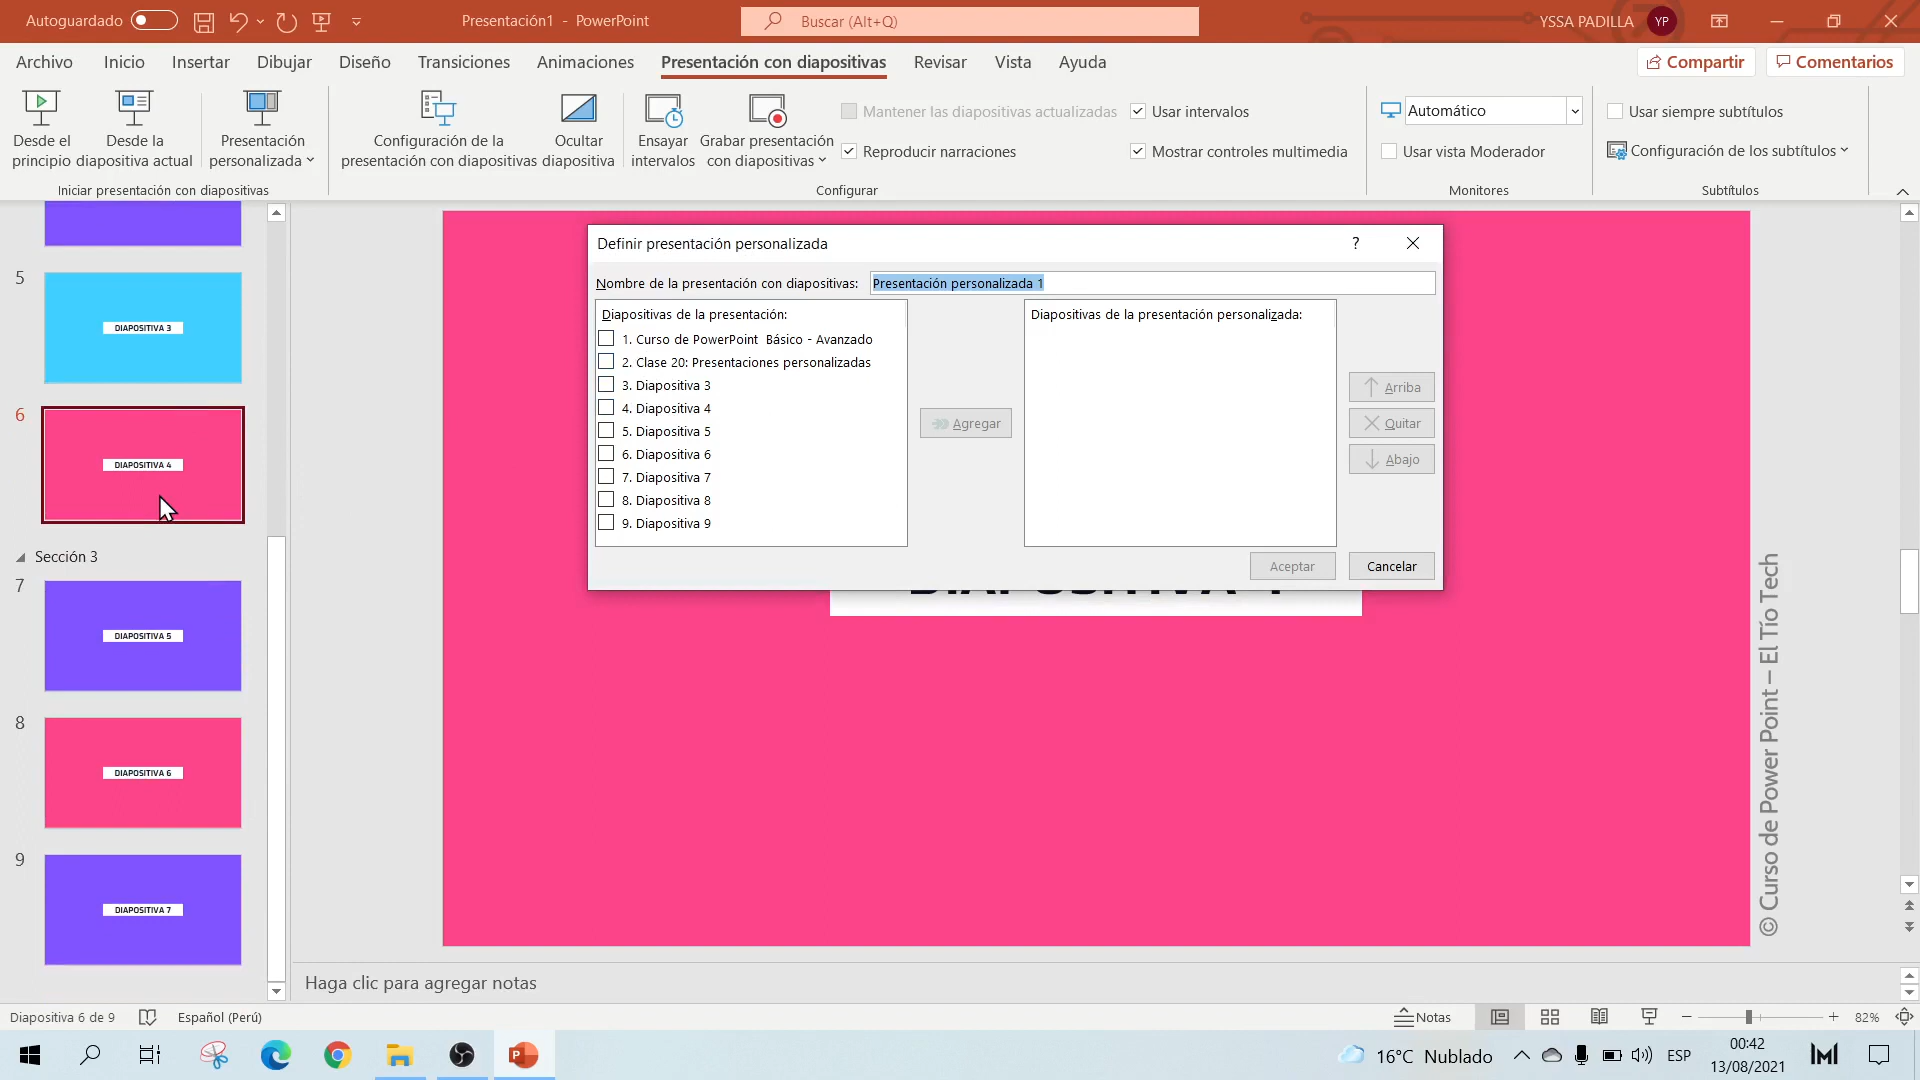 Autoguardado
Presentación1 - PowerPoint
Buscar (Alt+Q)
YSSA PADILLA
YP
Archivo
Inicio
Insertar
Dibujar
Diseño
Transiciones
Animaciones
Presentación con diapositivas
Revisar
Vista
Ayuda
Compartir
Comentarios
Desde el
principio
Desde la
diapositiva actual
Presentación
personalizada
Iniciar presentación con diapositivas
Configuración de la
presentación con diapositivas
Ocultar
diapositiva
Ensayar
intervalos
Grabar presentación
con diapositivas
Mantener las diapositivas actualizadas
Reproducir narraciones
Usar intervalos
Mostrar controles multimedia
Configurar
Automático
Usar vista Moderador
Monitores
Usar siempre subtítulos
Configuración de los subtítulos
Subtítulos
5
DIAPOSITIVA 3
6
DIAPOSITIVA 4
Sección 3
7
DIAPOSITIVA 5
8
DIAPOSITIVA 6
9
DIAPOSITIVA 7
Definir presentación personalizada
?
Nombre de la presentación con diapositivas:
Presentación personalizada 1
Diapositivas de la presentación:
1. Curso de PowerPoint Básico - Avanzado
2. Clase 20: Presentaciones personalizadas
3. Diapositiva 3
4. Diapositiva 4
5. Diapositiva 5
6. Diapositiva 6
7. Diapositiva 7
8. Diapositiva 8
9. Diapositiva 9
Agregar
Diapositivas de la presentación personalizada:
Arriba
Quitar
Abajo
Aceptar
Cancelar
DIAPOSITIVA 4
© Curso de Power Point – El Tío Tech
Haga clic para agregar notas
Diapositiva 6 de 9
Español (Perú)
Notas
82%
P
16°C Nublado
ESP
00:42
13/08/2021